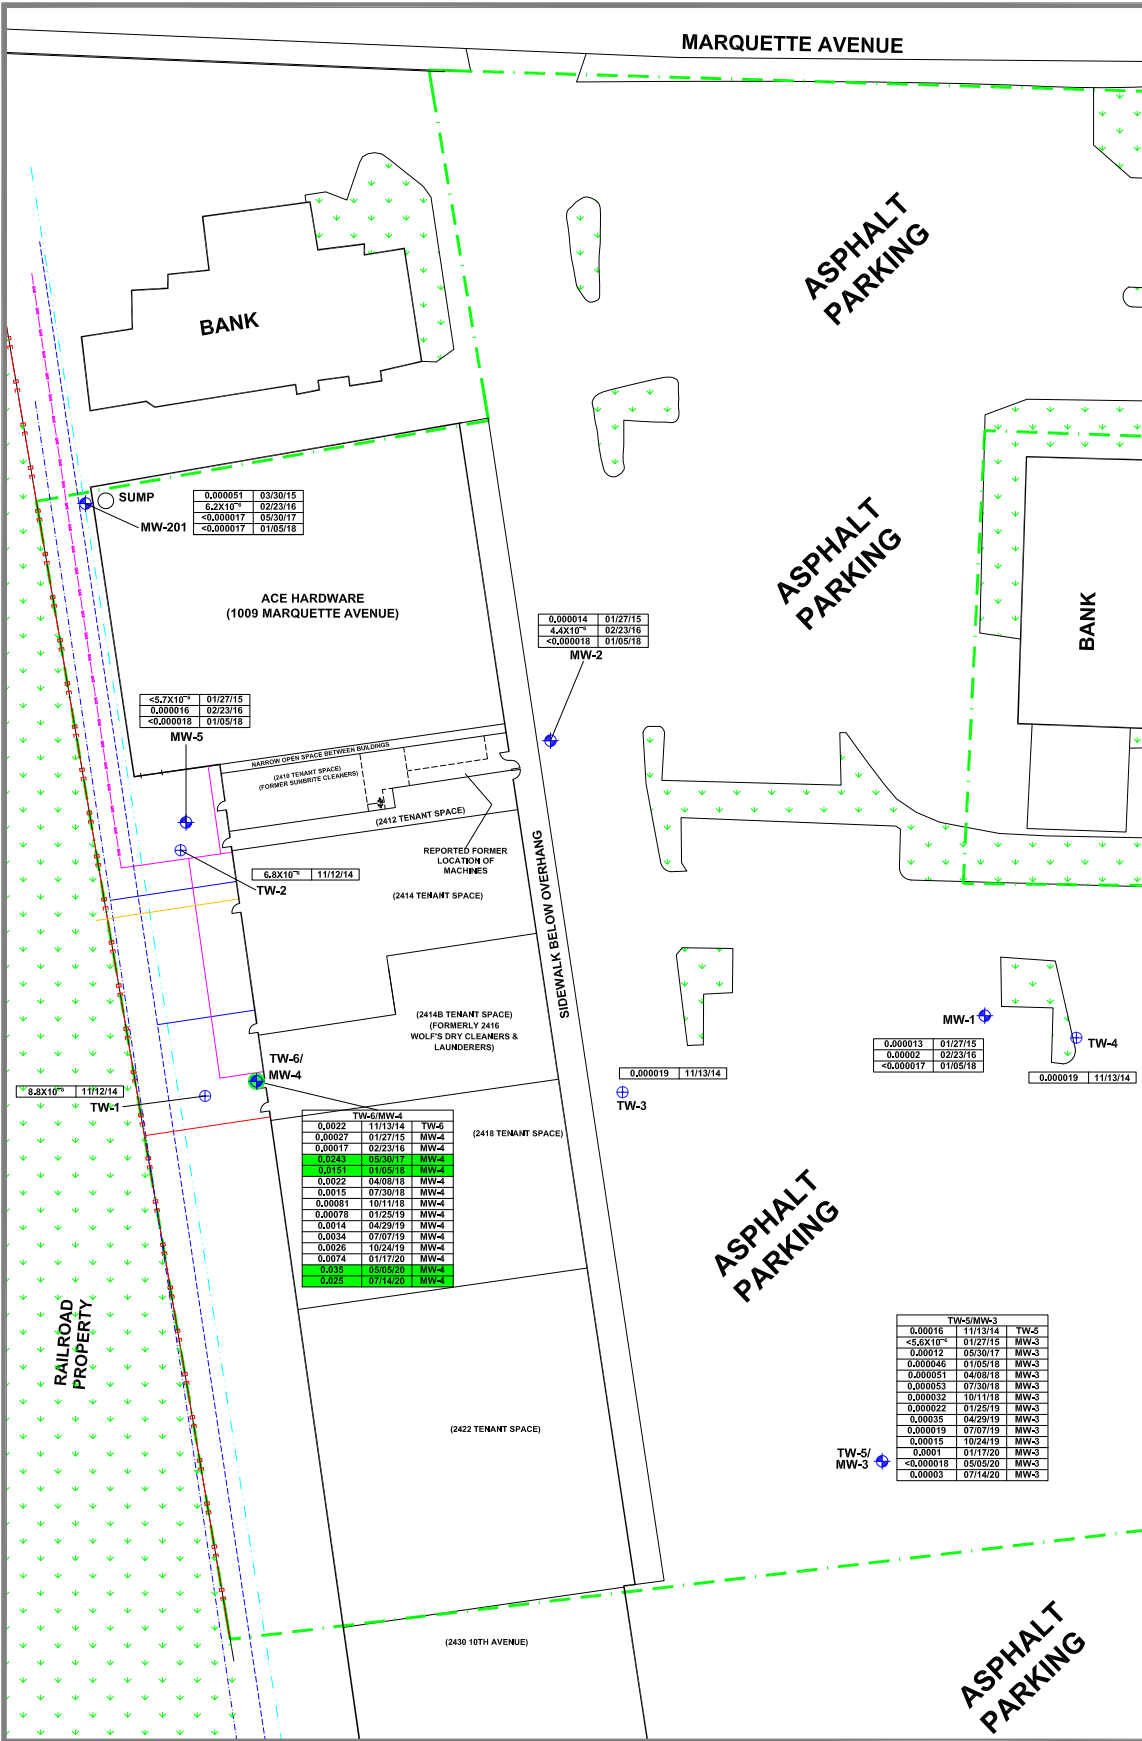 MARQUETTE AVENUE
ASPHALT
PARKING
BANK
SUMP
MW-201
0.000051 03/30/15
6.2X10⁻⁶ 02/23/16
<0.000017 05/30/17
<0.000017 01/05/18
ASPHALT
PARKING
ACE HARDWARE
(1009 MARQUETTE AVENUE)
BANK
0.000014 01/27/15
4.4X10⁻⁶ 02/23/16
<0.000018 01/05/18
MW-2
<5.7X10⁻⁶ 01/27/15
0.000016 02/23/16
<0.000018 01/05/18
MW-5
NARROW OPEN SPACE BETWEEN BUILDINGS
(2410 TENANT SPACE)
(FORMER SUNBRITE CLEANERS)
(2412 TENANT SPACE)
REPORTED FORMER
LOCATION OF
MACHINES
6.8X10⁻⁶ 11/12/14
TW-2
(2414 TENANT SPACE)
SIDEWALK BELOW OVERHANG
(2414B TENANT SPACE)
(FORMERLY 2416
WOLF'S DRY CLEANERS &
LAUNDERERS)
MW-1
0.000013 01/27/15
0.00002 02/23/16
<0.000017 01/05/18
TW-4
0.000019 11/13/14
0.000019 11/13/14
TW-3
TW-6/
MW-4
8.8X10⁻⁶ 11/12/14
TW-1
TW-6/MW-4
0.0022 11/13/14 TW-6
0.00027 01/27/15 MW-4
0.00017 02/23/16 MW-4
0.0243 05/30/17 MW-4
0.0151 01/05/18 MW-4
0.0022 04/08/18 MW-4
0.0015 07/30/18 MW-4
0.00081 10/11/18 MW-4
0.00078 01/25/19 MW-4
0.0014 04/29/19 MW-4
0.0034 07/07/19 MW-4
0.0026 10/24/19 MW-4
0.0074 01/17/20 MW-4
0.035 05/05/20 MW-4
0.025 07/14/20 MW-4
(2418 TENANT SPACE)
ASPHALT
PARKING
RAILROAD
PROPERTY
TW-5/MW-3
0.00016 11/13/14 TW-5
<5.6X10⁻⁶ 01/27/15 MW-3
0.00012 05/30/17 MW-3
0.000046 01/05/18 MW-3
0.000051 04/08/18 MW-3
0.000053 07/30/18 MW-3
0.000032 10/11/18 MW-3
0.000022 01/25/19 MW-3
0.00035 04/29/19 MW-3
0.000019 07/07/19 MW-3
0.00015 10/24/19 MW-3
0.0001 01/17/20 MW-3
<0.000018 05/05/20 MW-3
0.00003 07/14/20 MW-3
TW-5/
MW-3
(2422 TENANT SPACE)
(2430 10TH AVENUE)
ASPHALT
PARKING